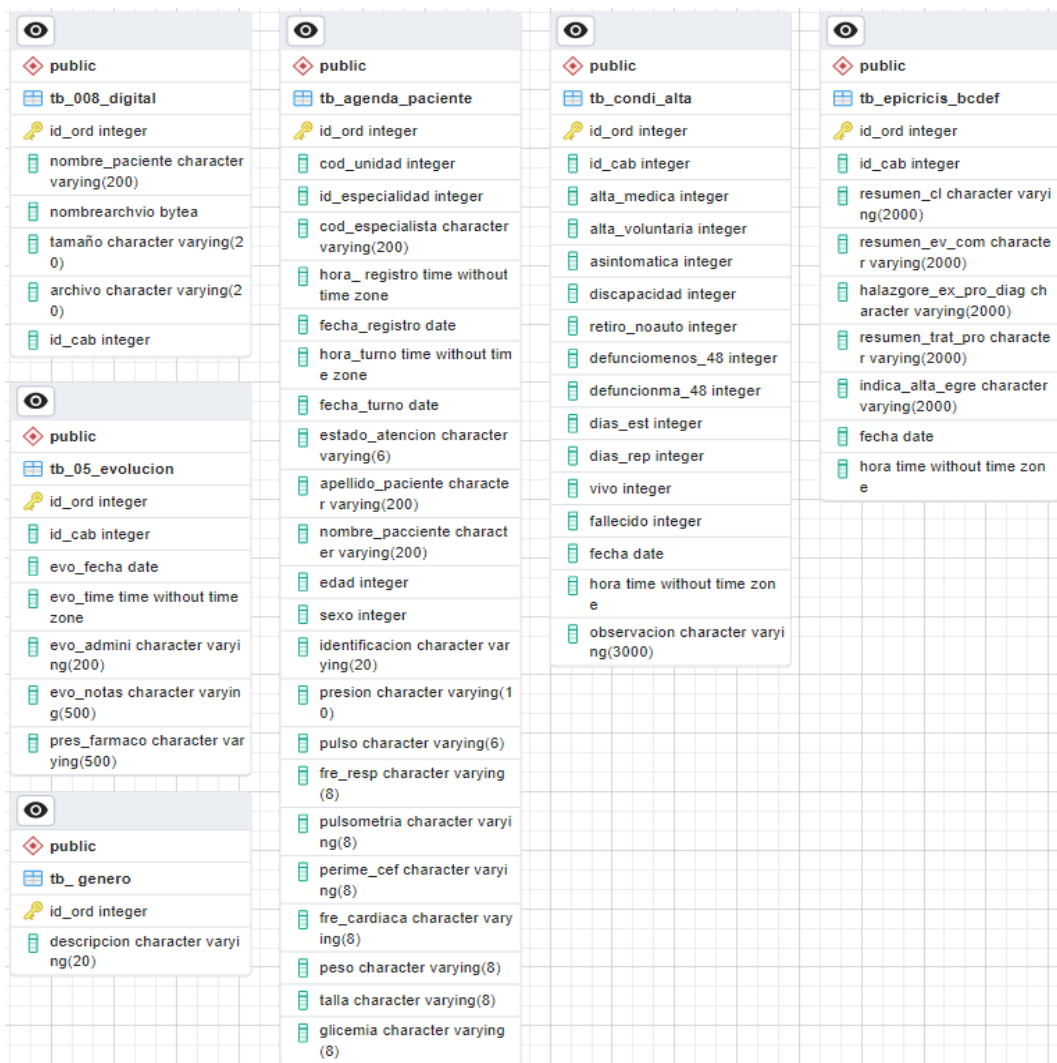 public
tb_008_digital
id_ord integer
nombre_paciente character
varying(200)
nombrearchvio bytea
tamaño character varying(2
0)
archivo character varying(2
0)
id_cab integer
public
tb_05_evolucion
id_ord integer
id_cab integer
evo_fecha date
evo_time time without time
zone
evo_admini character varyi
ng(200)
evo_notas character varyin
g(500)
pres_farmaco character var
ying(500)
public
tb_ genero
id_ord integer
descripcion character varyi
ng(20)
public
tb_agenda_paciente
id_ord integer
cod_unidad integer
id_especialidad integer
cod_especialista character
varying(200)
hora_ registro time without
time zone
fecha_registro date
hora_turno time without tim
e zone
fecha_turno date
estado_atencion character
varying(6)
apellido_paciente characte
r varying(200)
nombre_pacciente charact
er varying(200)
edad integer
sexo integer
identificacion character var
ying(20)
presion character varying(1
0)
pulso character varying(6)
fre_resp character varying
(8)
pulsometria character varyi
ng(8)
perime_cef character varyi
ng(8)
fre_cardiaca character vary
ing(8)
peso character varying(8)
talla character varying(8)
glicemia character varying
(8)
public
tb_condi_alta
id_ord integer
id_cab integer
alta_medica integer
alta_voluntaria integer
asintomatica integer
discapacidad integer
retiro_noauto integer
defunciomenos_48 integer
defuncionma_48 integer
dias_est integer
dias_rep integer
vivo integer
fallecido integer
fecha date
hora time without time zon
e
observacion character varyi
ng(3000)
public
tb_epicricis_bcdef
id_ord integer
id_cab integer
resumen_cl character varyi
ng(2000)
resumen_ev_com characte
r varying(2000)
halazgore_ex_pro_diag ch
aracter varying(2000)
resumen_trat_pro characte
r varying(2000)
indica_alta_egre character
varying(2000)
fecha date
hora time without time zon
e